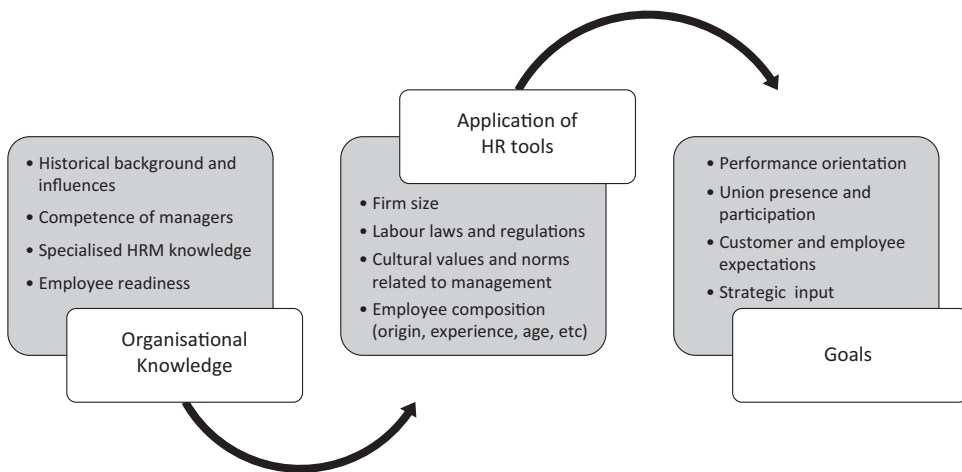 • Historical background and
influences
• Competence of managers
• Specialised HRM knowledge
• Employee readiness
Organisational
Knowledge
Application of
HR tools
• Firm size
• Labour laws and regulations
• Cultural values and norms
related to management
• Employee composition
(origin, experience, age, etc)
• Performance orientation
• Union presence and
participation
• Customer and employee
expectations
• Strategic input
Goals